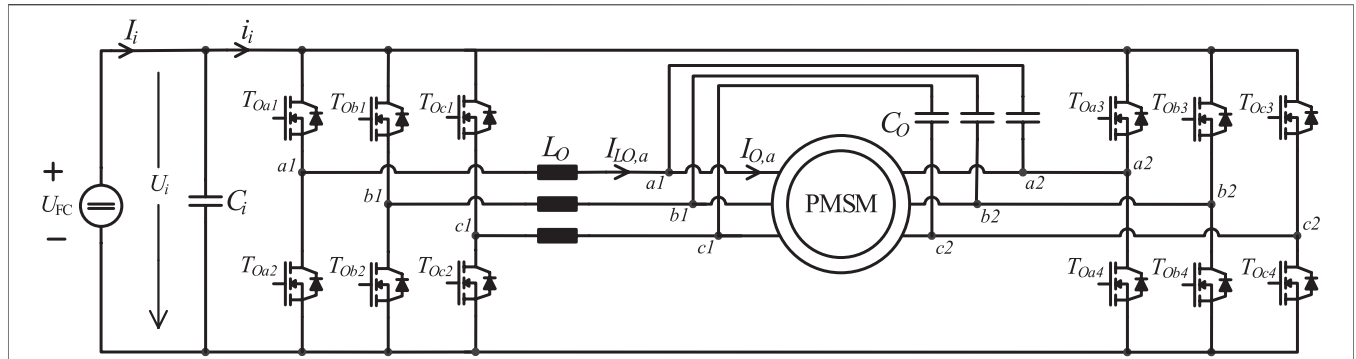 I_i
i_i
T_Oa1
T_Ob1
T_Oc1
T_Oa3
T_Ob3
T_Oc3
C_O
L_O
I_LO,a
I_O,a
a1
a1
a2
a2
+
U_FC
−
U_i
C_i
b1
b1
PMSM
b2
b2
c1
c1
c2
c2
T_Oa2
T_Ob2
T_Oc2
T_Oa4
T_Ob4
T_Oc4